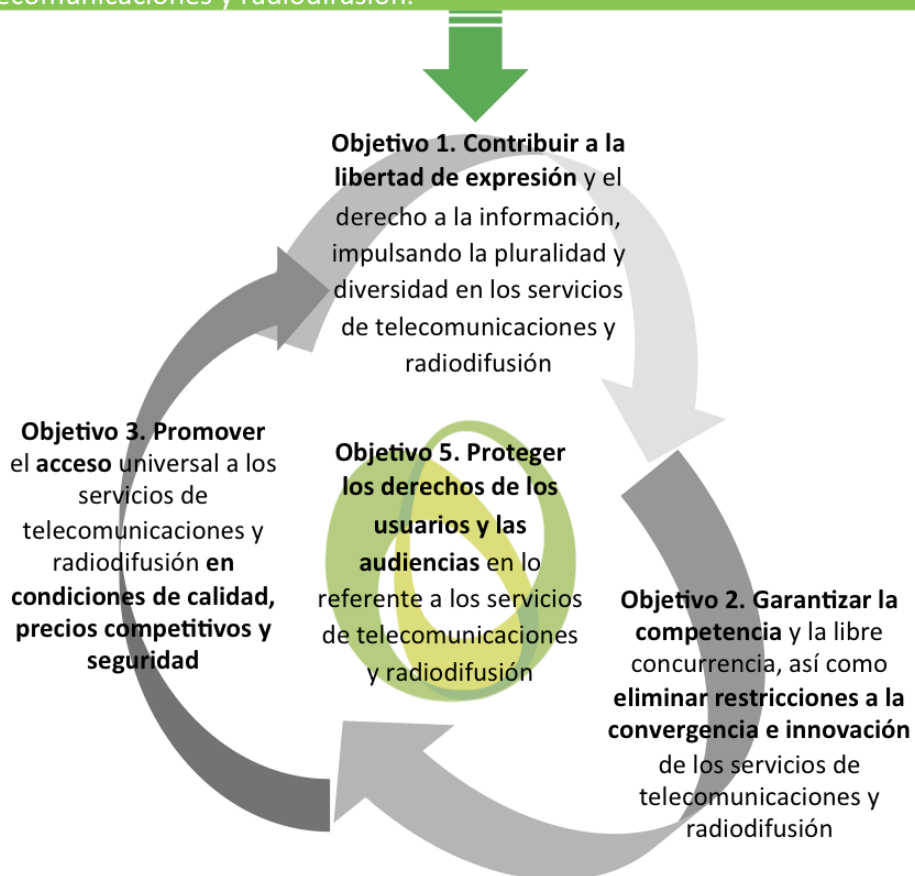 telecomunicaciones y radiodifusión.
Objetivo 1. Contribuir a la
libertad de expresión y el
derecho a la información,
impulsando la pluralidad y
diversidad en los servicios
de telecomunicaciones y
radiodifusión
Objetivo 3. Promover
el acceso universal a los
servicios de
telecomunicaciones y
radiodifusión en
condiciones de calidad,
precios competitivos y
seguridad
Objetivo 5. Proteger
los derechos de los
usuarios y las
audiencias en lo
referente a los servicios
de telecomunicaciones
y radiodifusión
Objetivo 2. Garantizar la
competencia y la libre
concurrencia, así como
eliminar restricciones a la
convergencia e innovación
de los servicios de
telecomunicaciones y
radiodifusión